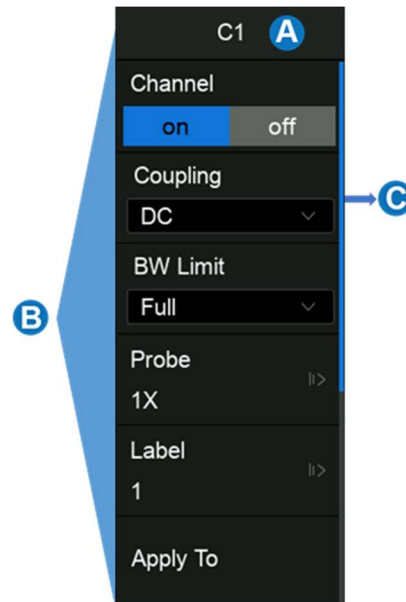 C1 A
Channel
on off
Coupling
DC
C
BW Limit
Full
B
Probe
1X
Label
1
Apply To